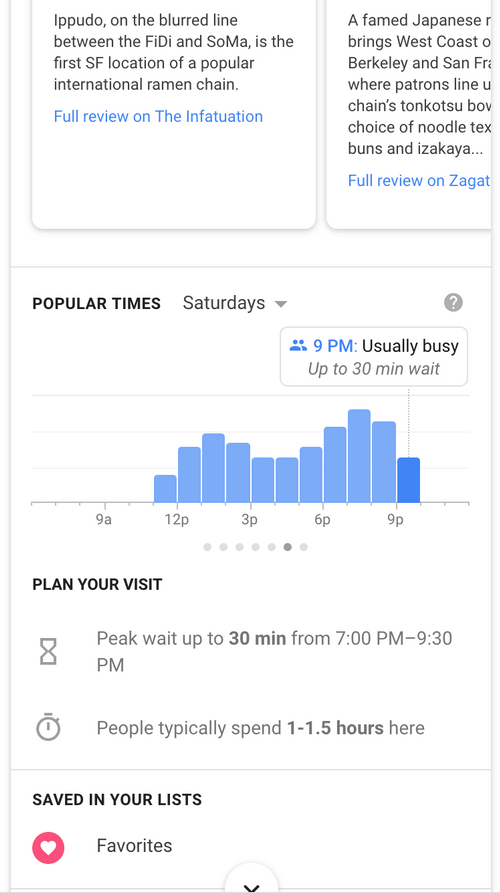 Ippudo, on the blurred line
between the FiDi and SoMa, is the
first SF location of a popular
international ramen chain.
Full review on The Infatuation
A famed Japanese r
brings West Coast o
Berkeley and San Fra
where patrons line u
chain's tonkotsu bow
choice of noodle tex
buns and izakaya...
Full review on Zagat
POPULAR TIMES Saturdays ?
9 PM: Usually busy
Up to 30 min wait
9a 12p 3p 6p 9p
PLAN YOUR VISIT
Peak wait up to 30 min from 7:00 PM–9:30
PM
People typically spend 1-1.5 hours here
SAVED IN YOUR LISTS
Favorites